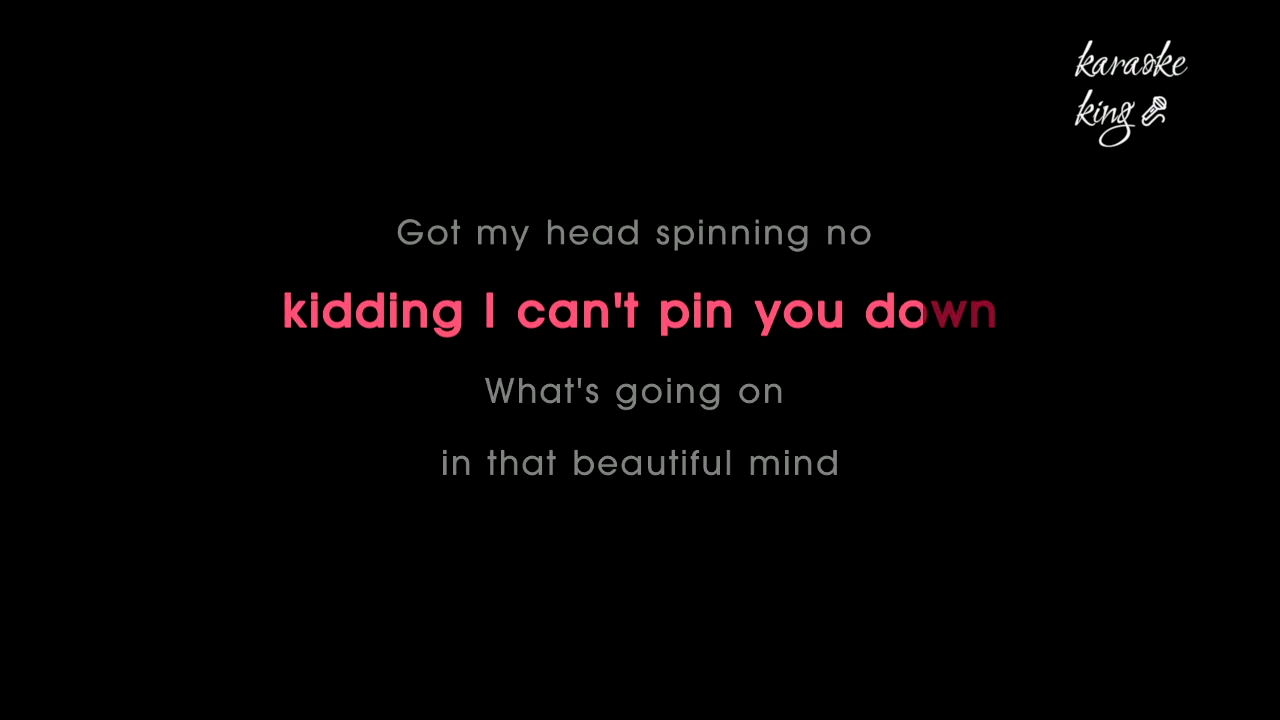 karaoke
king
Got my head spinning no
kidding I can't pin you down
What's going on
in that beautiful mind